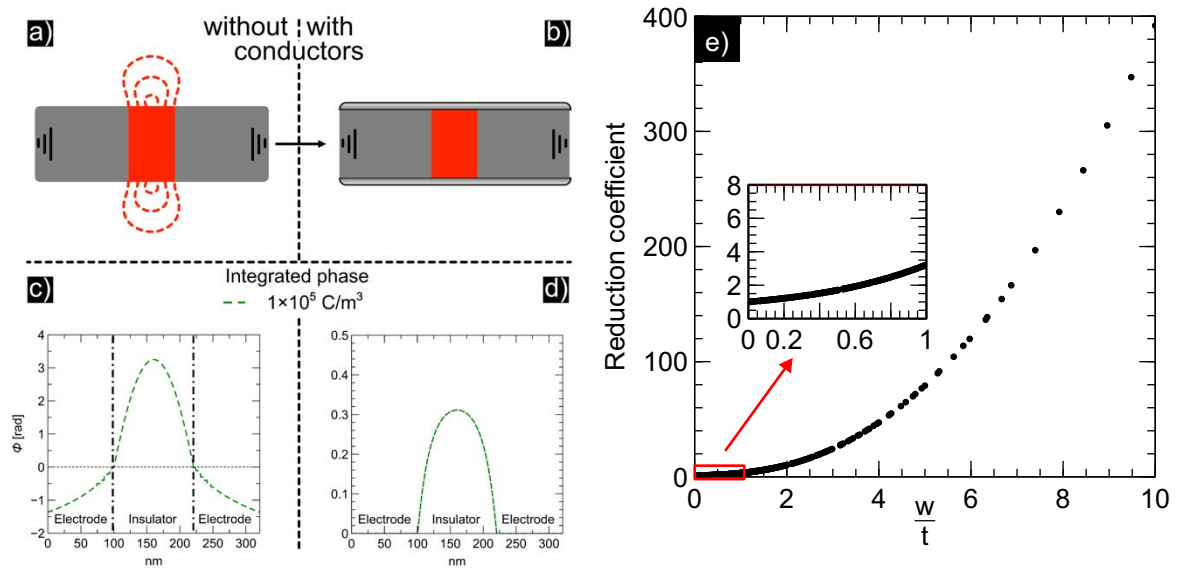 a)
without with
conductors
b)
c)
Integrated phase
1×10⁵ C/m³
d)
4
3
2
1
0
-1
-2
Φ [rad]
Electrode
Insulator
Electrode
0
50
100
150
200
250
300
nm
0.5
0.4
0.3
0.2
0.1
0
Electrode
Insulator
Electrode
0
50
100
150
200
250
300
nm
e)
Reduction coefficient
400
300
200
100
0
8
6
4
2
0
0
0.2
0.6
1
0
2
4
6
8
10
w
t